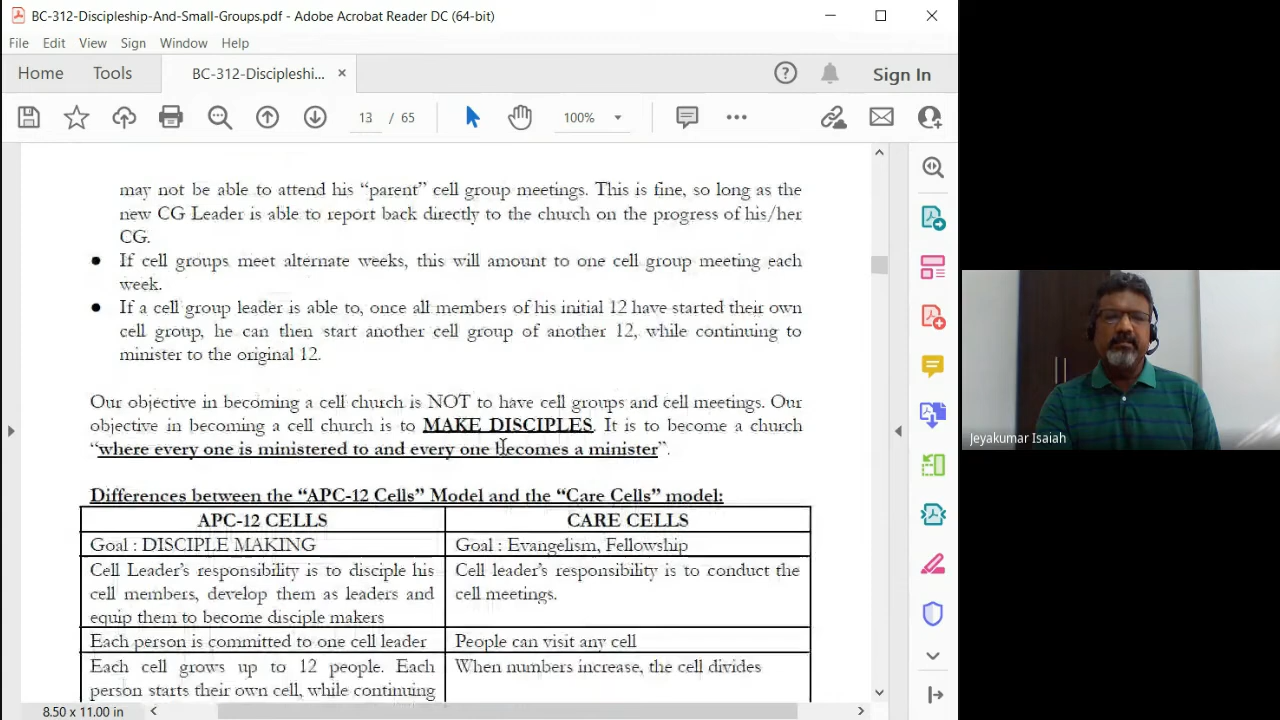 BC-312-Discipleship-And-Small-Groups.pdf - Adobe Acrobat Reader DC (64-bit)
File Edit View Sign Window Help
Home Tools BC-312-Discipleshi... Sign In
13 / 65 100%
may not be able to attend his “parent” cell group meetings. This is fine, so long as the
new CG Leader is able to report back directly to the church on the progress of his/her
CG.
● If cell groups meet alternate weeks, this will amount to one cell group meeting each
week.
● If a cell group leader is able to, once all members of his initial 12 have started their own
cell group, he can then start another cell group of another 12, while continuing to
minister to the original 12.
Our objective in becoming a cell church is NOT to have cell groups and cell meetings. Our
objective in becoming a cell church is to MAKE DISCIPLES. It is to become a church
“where every one is ministered to and every one becomes a minister”.
Differences between the “APC-12 Cells” Model and the “Care Cells” model:
APC-12 CELLS CARE CELLS
Goal : DISCIPLE MAKING Goal : Evangelism, Fellowship
Cell Leader’s responsibility is to disciple his
cell members, develop them as leaders and
equip them to become disciple makers
Cell leader’s responsibility is to conduct the
cell meetings.
Each person is committed to one cell leader People can visit any cell
Each cell grows up to 12 people. Each
person starts their own cell, while continuing
When numbers increase, the cell divides
8.50 x 11.00 in
Jeyakumar Isaiah